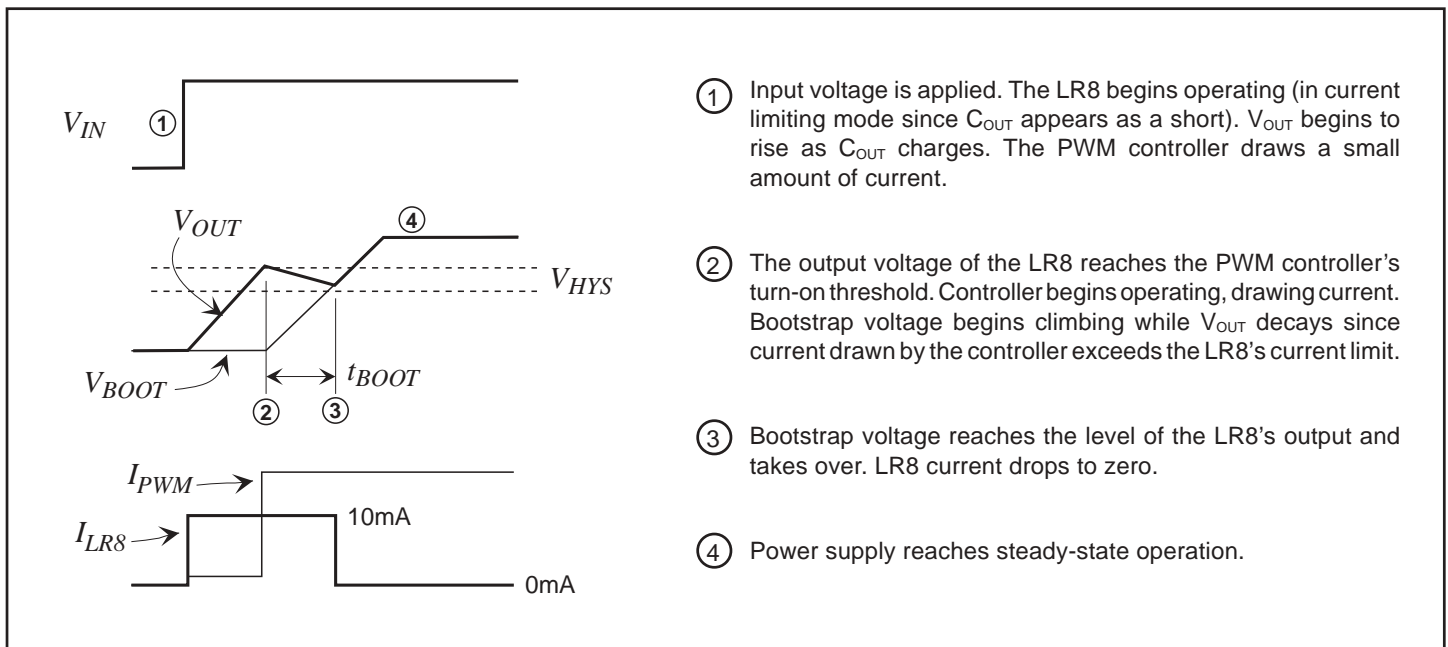 V_IN
①
V_OUT
④
V_HYS
V_BOOT
t_BOOT
②
③
I_PWM
I_LR8
10mA
0mA
① Input voltage is applied. The LR8 begins operating (in current
limiting mode since C_OUT appears as a short). V_OUT begins to
rise as C_OUT charges. The PWM controller draws a small
amount of current.
② The output voltage of the LR8 reaches the PWM controller's
turn-on threshold. Controller begins operating, drawing current.
Bootstrap voltage begins climbing while V_OUT decays since
current drawn by the controller exceeds the LR8's current limit.
③ Bootstrap voltage reaches the level of the LR8's output and
takes over. LR8 current drops to zero.
④ Power supply reaches steady-state operation.